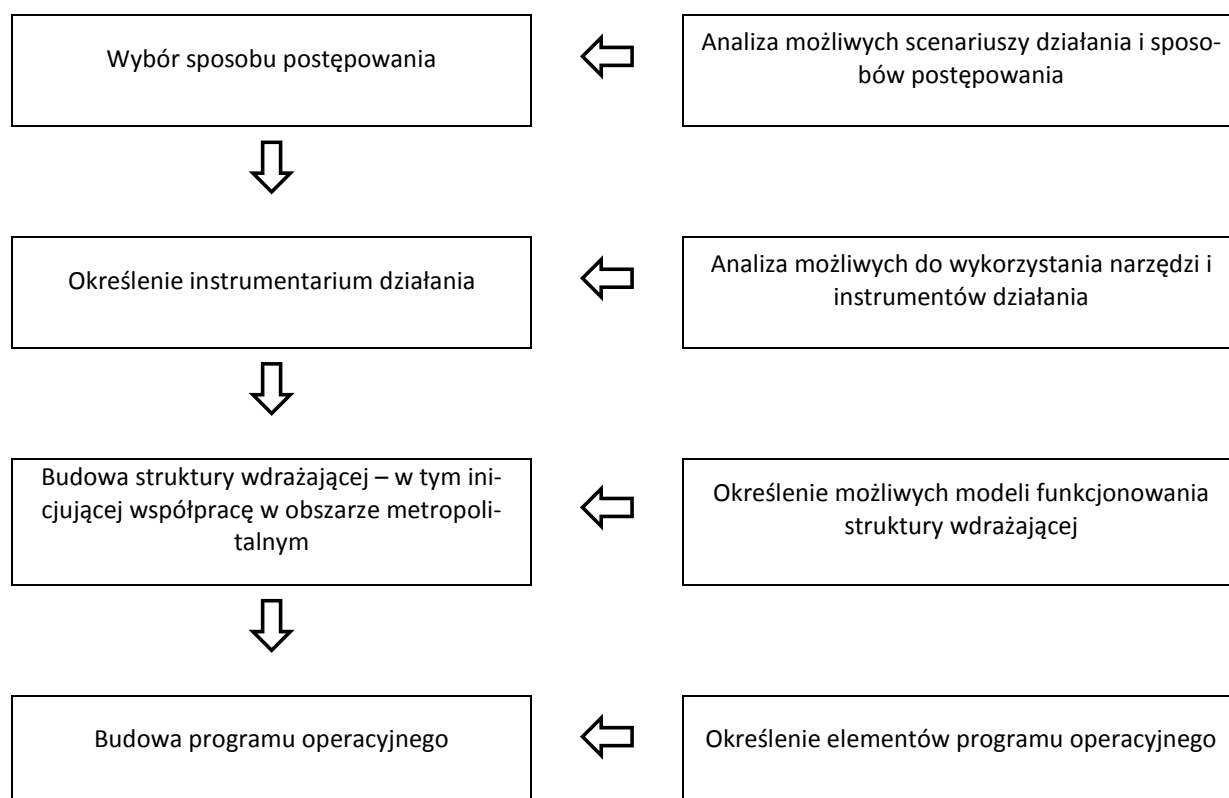 Wybór sposobu postępowania
Analiza możliwych scenariuszy działania i sposo-
bów postępowania
Określenie instrumentarium działania
Analiza możliwych do wykorzystania narzędzi i
instrumentów działania
Budowa struktury wdrażającej – w tym ini-
cjującej współpracę w obszarze metropoli-
talnym
Określenie możliwych modeli funkcjonowania
struktury wdrażającej
Budowa programu operacyjnego
Określenie elementów programu operacyjnego